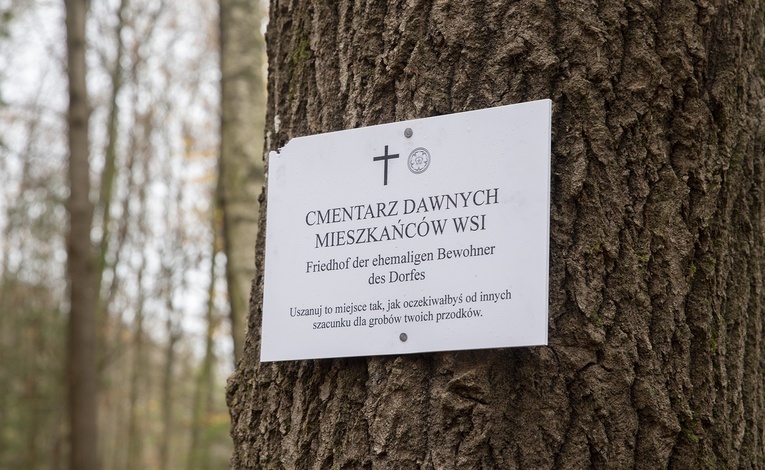 CMENTARZ DAWNYCH
MIESZKAŃCÓW WSI
Friedhof der ehemaligen Bewohner
des Dorfes
Uszanuj to miejsce tak, jak oczekiwałbyś od innych
szacunku dla grobów twoich przodków.